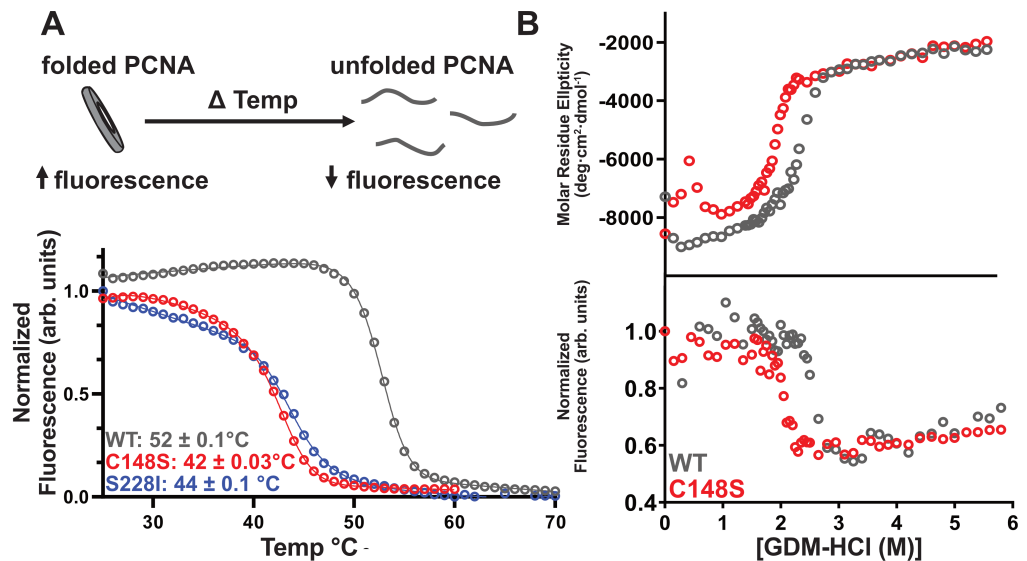 A
folded PCNA
unfolded PCNA
Δ Temp
↑ fluorescence
↓ fluorescence
Normalized
Fluorescence (arb. units)
1.0
0.5
0.0
WT: 52 ± 0.1°C
C148S: 42 ± 0.03°C
S228I: 44 ± 0.1 °C
30
40
50
60
70
Temp °C -
B
Molar Residue Elipticity
(deg·cm²·dmol⁻¹)
-2000
-4000
-6000
-8000
Normalized
Fluorescence (arb. units)
1.0
0.8
0.6
0.4
WT
C148S
0
1
2
3
4
5
6
[GDM-HCl (M)]